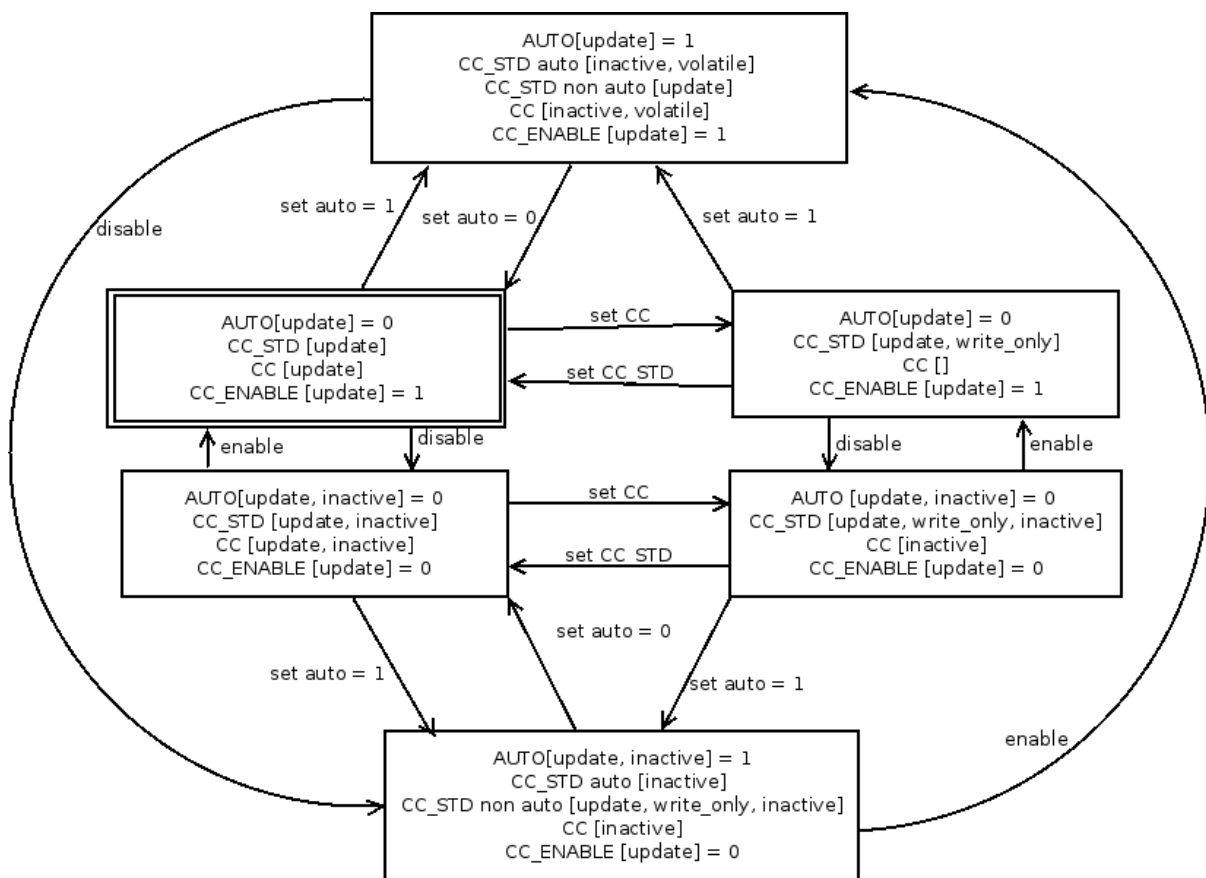 AUTO[update] = 1
CC_STD auto [inactive, volatile]
CC_STD non auto [update]
CC [inactive, volatile]
CC_ENABLE [update] = 1
set auto = 1
set auto = 0
set auto = 1
disable
AUTO[update] = 0
CC_STD [update]
CC [update]
CC_ENABLE [update] = 1
set CC
set CC_STD
AUTO[update] = 0
CC_STD [update, write_only]
CC []
CC_ENABLE [update] = 1
enable
disable
disable
enable
AUTO[update, inactive] = 0
CC_STD [update, inactive]
CC [update, inactive]
CC_ENABLE [update] = 0
set CC
set CC_STD
AUTO [update, inactive] = 0
CC_STD [update, write_only, inactive]
CC [inactive]
CC_ENABLE [update] = 0
set auto = 1
set auto = 0
set auto = 1
enable
AUTO[update, inactive] = 1
CC_STD auto [inactive]
CC_STD non auto [update, write_only, inactive]
CC [inactive]
CC_ENABLE [update] = 0